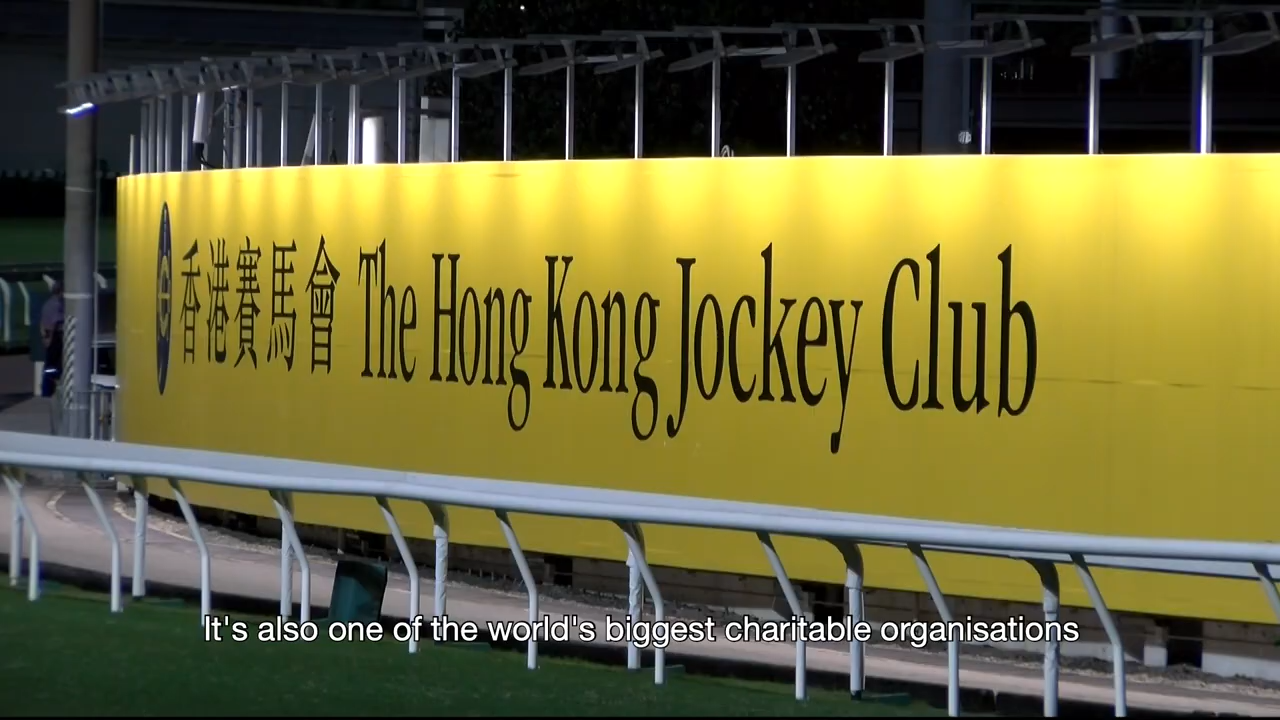 香港賽馬會 The Hong Kong Jockey Club
It's also one of the world's biggest charitable organisations